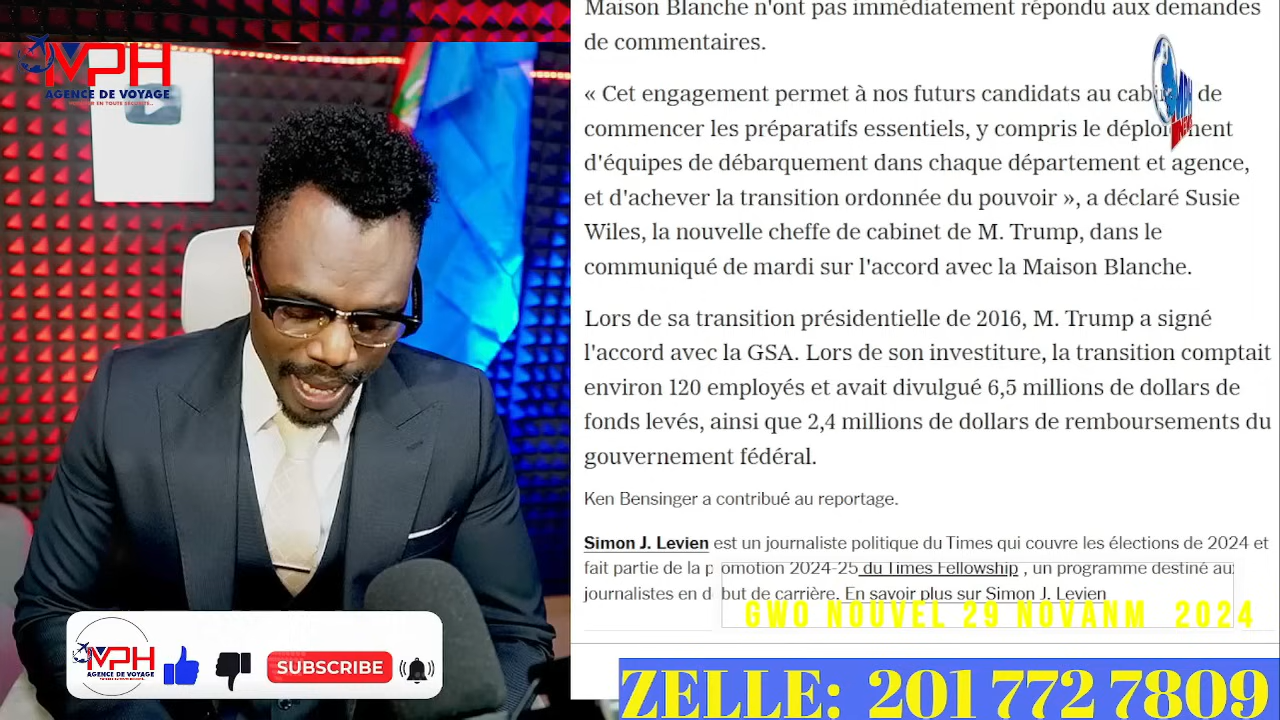 MPH
AGENCE DE VOYAGE
Maison Blanche n'ont pas immédiatement répondu aux demandes
de commentaires.
« Cet engagement permet à nos futurs candidats au cabinet de
commencer les préparatifs essentiels, y compris le déploiement
d'équipes de débarquement dans chaque département et agence,
et d'achever la transition ordonnée du pouvoir », a déclaré Susie
Wiles, la nouvelle cheffe de cabinet de M. Trump, dans le
communiqué de mardi sur l'accord avec la Maison Blanche.
Lors de sa transition présidentielle de 2016, M. Trump a signé
l'accord avec la GSA. Lors de son investiture, la transition comptait
environ 120 employés et avait divulgué 6,5 millions de dollars de
fonds levés, ainsi que 2,4 millions de dollars de remboursements du
gouvernement fédéral.
Ken Bensinger a contribué au reportage.
Simon J. Levien est un journaliste politique du Times qui couvre les élections de 2024 et
fait partie de la promotion 2024-25 du Times Fellowship , un programme destiné aux
journalistes en début de carrière. En savoir plus sur Simon J. Levien
GWO NOUVEL 29 NOVANM 2024
MPH
AGENCE DE VOYAGE
SUBSCRIBE
ZELLE: 201 772 7809